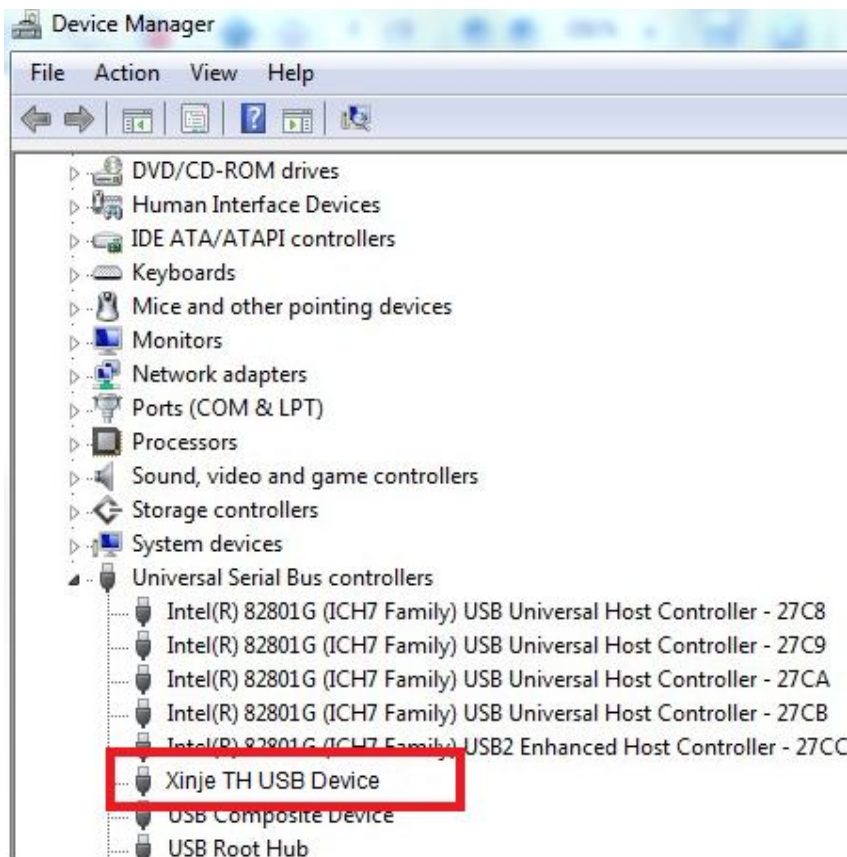 Device Manager
File Action View Help
DVD/CD-ROM drives
Human Interface Devices
IDE ATA/ATAPI controllers
Keyboards
Mice and other pointing devices
Monitors
Network adapters
Ports (COM & LPT)
Processors
Sound, video and game controllers
Storage controllers
System devices
Universal Serial Bus controllers
Intel(R) 82801G (ICH7 Family) USB Universal Host Controller - 27C8
Intel(R) 82801G (ICH7 Family) USB Universal Host Controller - 27C9
Intel(R) 82801G (ICH7 Family) USB Universal Host Controller - 27CA
Intel(R) 82801G (ICH7 Family) USB Universal Host Controller - 27CB
Intel(R) 82801G (ICH7 Family) USB2 Enhanced Host Controller - 27CC
Xinje TH USB Device
USB Composite Device
USB Root Hub